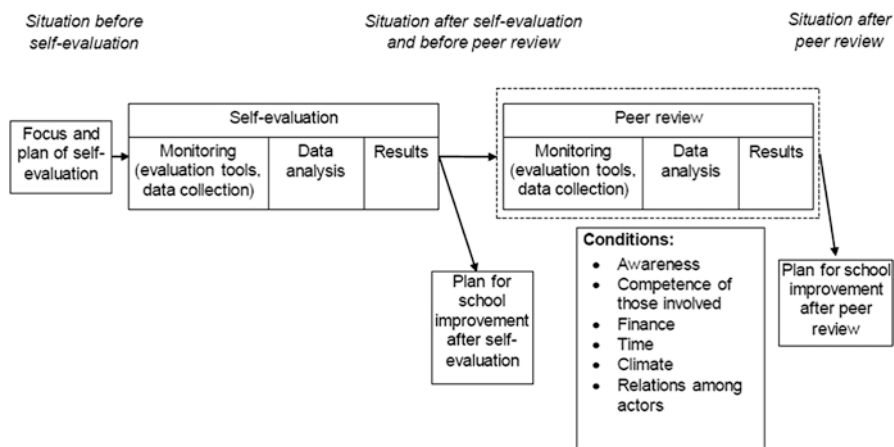 Situation before
self-evaluation
Situation after self-evaluation
and before peer review
Situation after
peer review
Focus and
plan of self-
evaluation
Self-evaluation
Monitoring
(evaluation tools,
data collection)
Data
analysis
Results
Peer review
Monitoring
(evaluation tools,
data collection)
Data
analysis
Results
Plan for
school
improvement
after self-
evaluation
Conditions:
• Awareness
• Competence of
those involved
• Finance
• Time
• Climate
• Relations among
actors
Plan for school
improvement
after peer
review